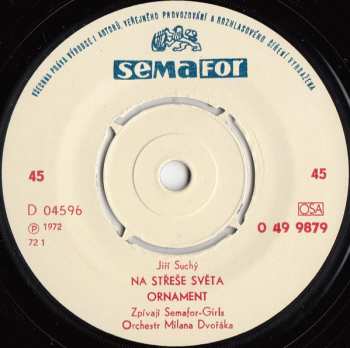 VŠECHNA PRÁVA VÝROBCE I AUTORŮ, VEŘEJNÉHO PROVOZOVÁNÍ A ROZHLASOVÉHO ŠÍŘENÍ VYHRAZENA
semafor
45
45
D 04596
OSA
℗ 1972
0 49 9879
72 1
Jiří Suchý
NA STŘEŠE SVĚTA
ORNAMENT
Zpívají Semafor-Girls
Orchestr Milana Dvořáka